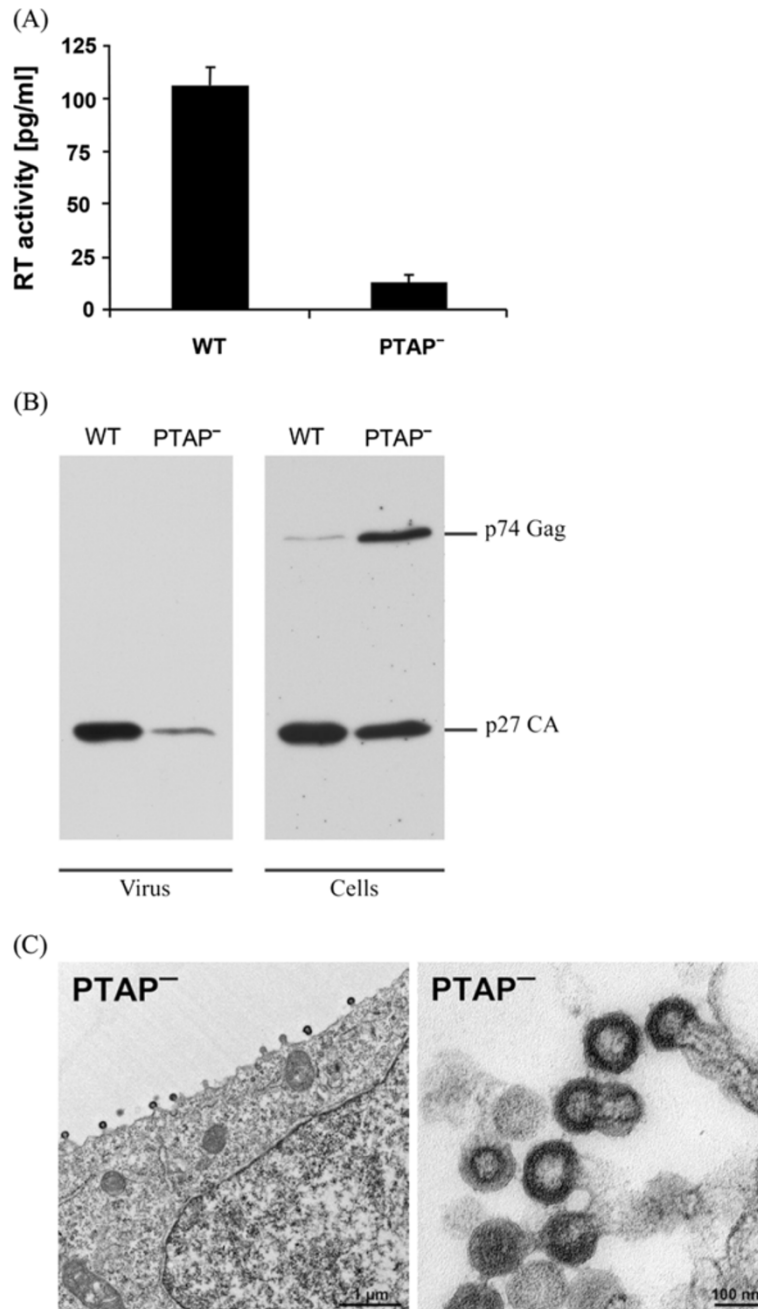 (A)
125
100
75
50
25
0
RT activity [pg/ml]
WT PTAP⁻
(B)
WT PTAP⁻ WT PTAP⁻
p74 Gag
p27 CA
Virus Cells
(C)
PTAP⁻ PTAP⁻
1 µm 100 nm